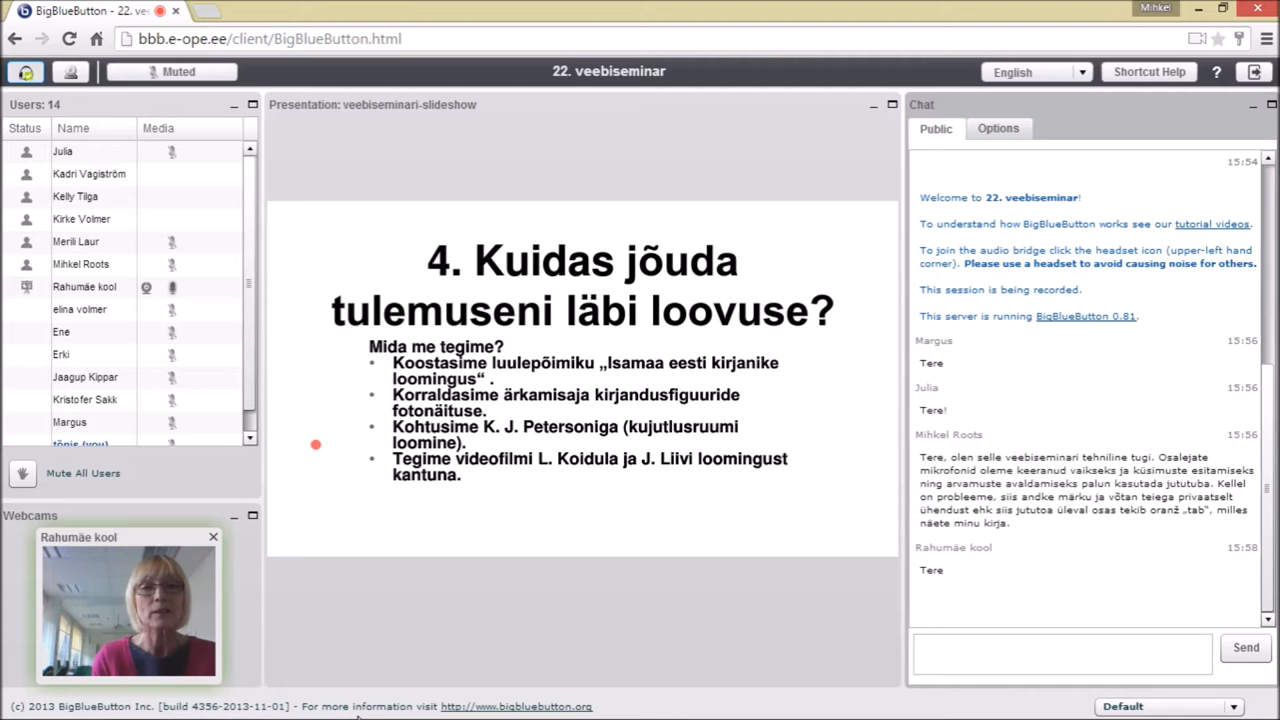 BigBlueButton - 22. vee
Mihkel
bbb.e-ope.ee/client/BigBlueButton.html
Muted
22. veebiseminar
English
Shortcut Help
?
Users: 14
Status Name Media
Julia
Kadri Vagiström
Kelly Tilga
Kirke Volmer
Merili Laur
Mihkel Roots
Rahumäe kool
elina volmer
Ene
Erki
Jaagup Kippar
Kristofer Sakk
Margus
tõnis (you)
Mute All Users
Webcams
Rahumäe kool
Presentation: veebiseminari-slideshow
4. Kuidas jõuda
tulemuseni läbi loovuse?
Mida me tegime?
• Koostasime luulepõimiku „Isamaa eesti kirjanike
loomingus“ .
• Korraldasime ärkamisaja kirjandusfiguuride
fotonäituse.
• Kohtusime K. J. Petersoniga (kujutlusruumi
loomine).
• Tegime videofilmi L. Koidula ja J. Liivi loomingust
kantuna.
Chat
Public Options
15:54
Welcome to 22. veebiseminar!
To understand how BigBlueButton works see our tutorial videos.
To join the audio bridge click the headset icon (upper-left hand
corner). Please use a headset to avoid causing noise for others.
This session is being recorded.
This server is running BigBlueButton 0.81.
Margus 15:56
Tere
Julia 15:56
Tere!
Mihkel Roots 15:56
Tere, olen selle veebiseminari tehniline tugi. Osalejate
mikrofonid oleme keeranud vaikseks ja küsimuste esitamiseks
ning arvamuste avaldamiseks palun kasutada jututuba. Kellel
on probleeme, siis andke märku ja võtan teiega privaatselt
ühendust ehk siis jututoa üleval osas tekib oranž „tab“, milles
näete minu kirja.
Rahumäe kool 15:58
Tere
Send
(c) 2013 BigBlueButton Inc. [build 4356-2013-11-01] - For more information visit http://www.bigbluebutton.org
Default